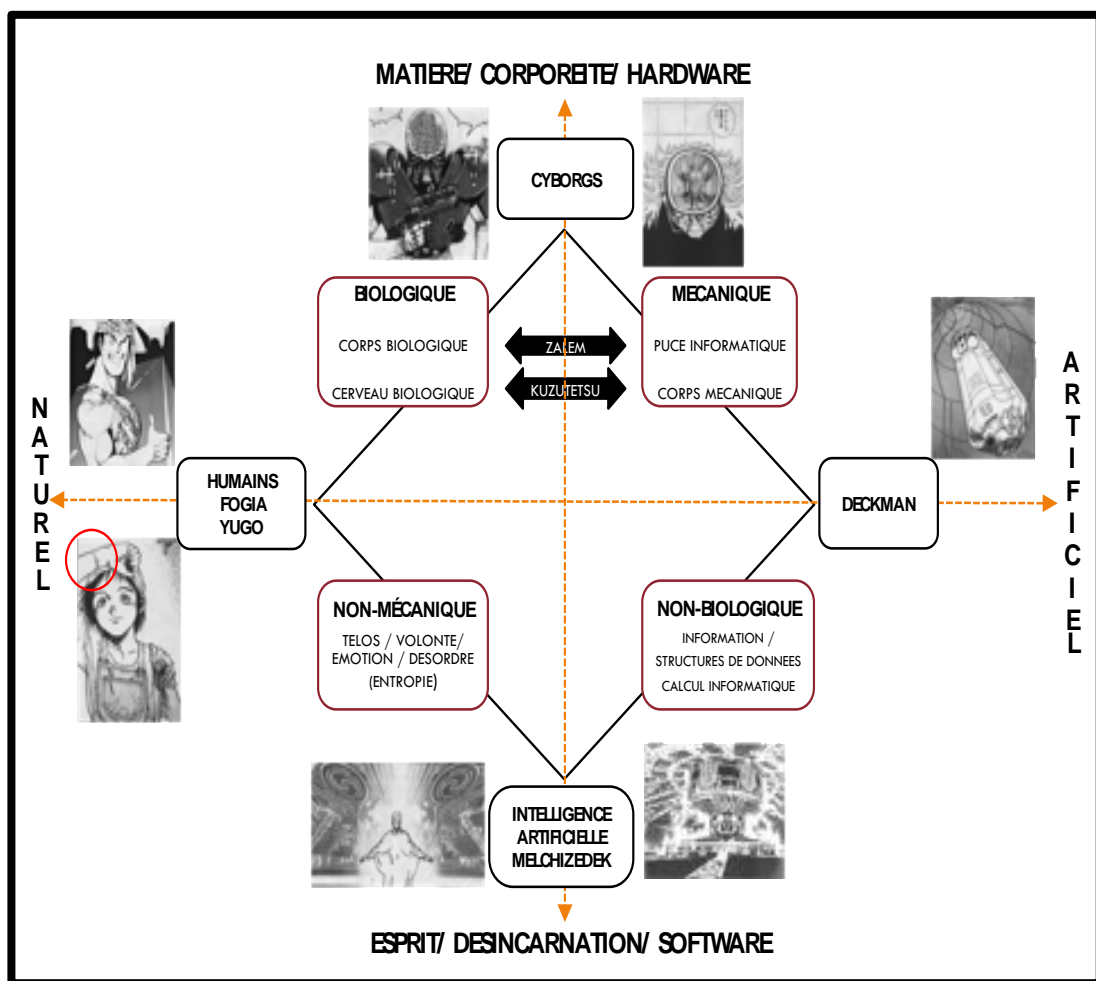 MATIERE/ CORPOREITE/ HARDWARE
CYBORGS
BIOLOGIQUE
CORPS BIOLOGIQUE
CERVEAU BIOLOGIQUE
ZALEM
KUZUTETSU
MECANIQUE
PUCE INFORMATIQUE
CORPS MECANIQUE
NATUREL
HUMAINS
FOGIA
YUGO
DECKMAN
ARTIFICIEL
NON-MÉCANIQUE
TELOS / VOLONTE/
EMOTION / DESORDRE
(ENTROPIE)
NON-BIOLOGIQUE
INFORMATION /
STRUCTURES DE DONNEES
CALCUL INFORMATIQUE
INTELLIGENCE
ARTIFICIELLE
MELCHIZEDEK
ESPRIT/ DESINCARNATION/ SOFTWARE